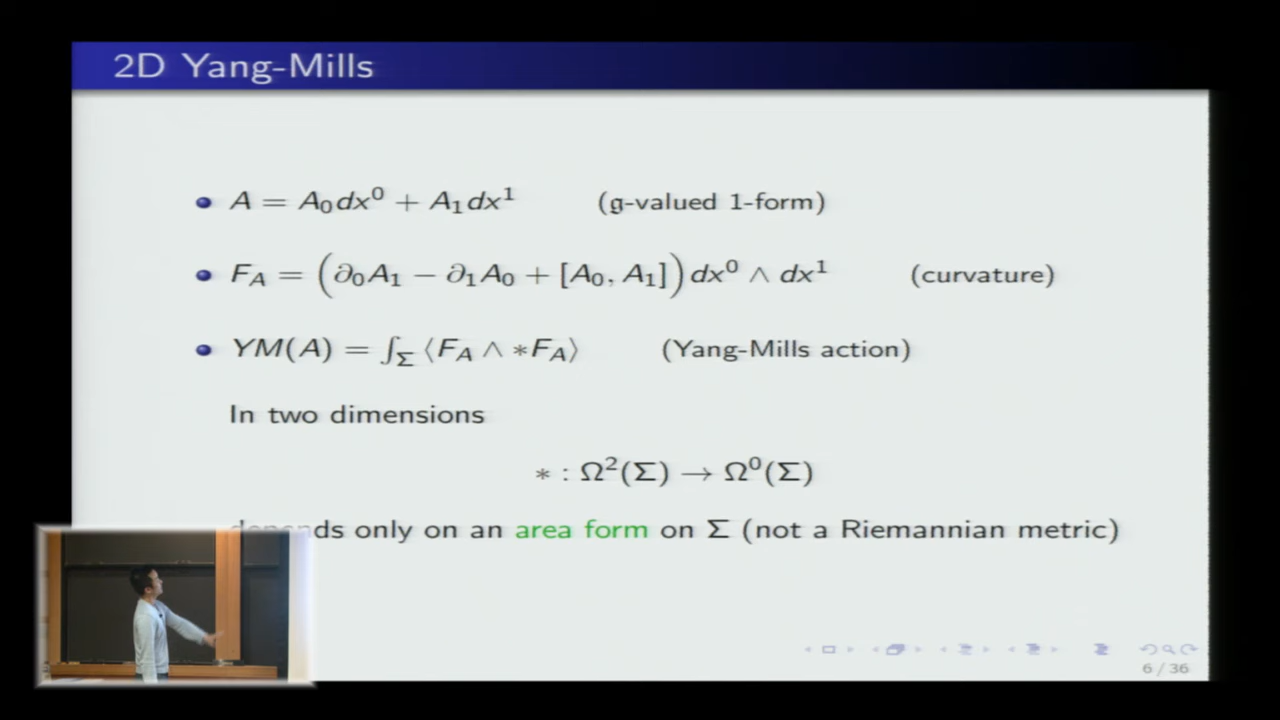 2D Yang-Mills
• A = A₀dx⁰ + A₁dx¹ (𝔤-valued 1-form)
• F_A = (∂₀A₁ − ∂₁A₀ + [A₀, A₁]) dx⁰ ∧ dx¹ (curvature)
• YM(A) = ∫_Σ ⟨F_A ∧ ∗F_A⟩ (Yang-Mills action)
In two dimensions
∗ : Ω²(Σ) → Ω⁰(Σ)
only on an area form on Σ (not a Riemannian metric)
6 / 36